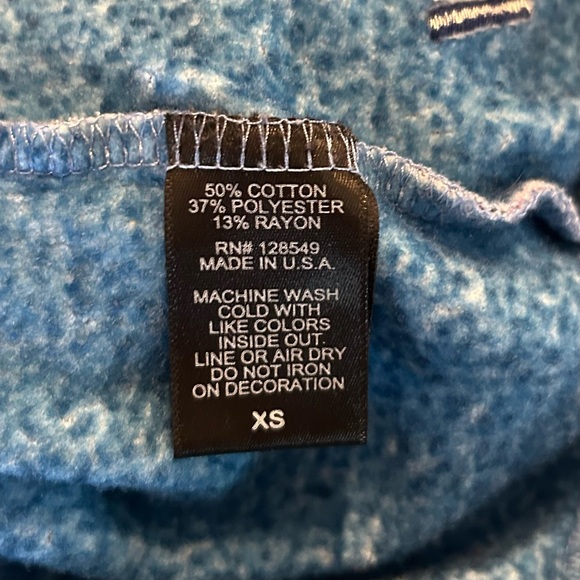 50% COTTON
37% POLYESTER
13% RAYON
RN# 128549
MADE IN U.S.A.
MACHINE WASH
COLD WITH
LIKE COLORS
INSIDE OUT.
LINE OR AIR DRY
DO NOT IRON
ON DECORATION
XS